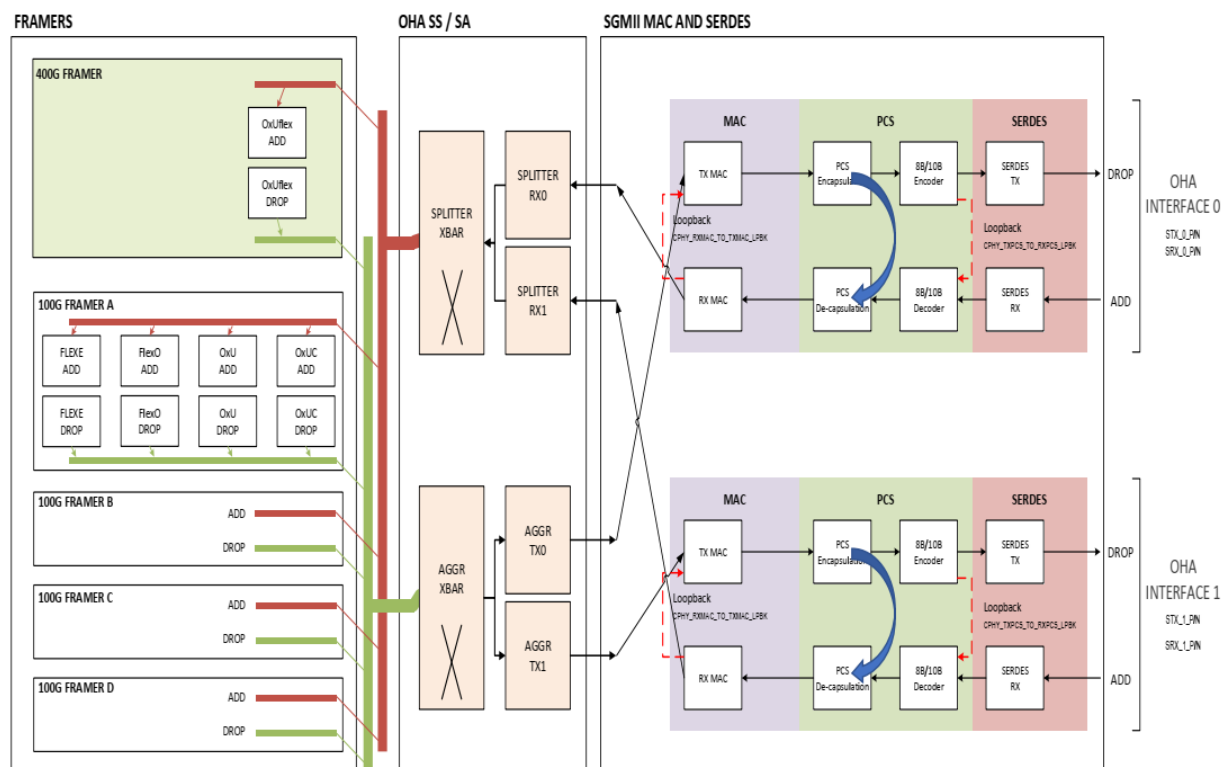 FRAMERS
OHA SS / SA
SGMII MAC AND SERDES
400G FRAMER
OxUflex
ADD
OxUflex
DROP
100G FRAMER A
FLEXE
ADD
FlexO
ADD
OxU
ADD
OxUC
ADD
FLEXE
DROP
FlexO
DROP
OxU
DROP
OxUC
DROP
100G FRAMER B
ADD
DROP
100G FRAMER C
ADD
DROP
100G FRAMER D
ADD
DROP
SPLITTER
XBAR
SPLITTER
RX0
SPLITTER
RX1
AGGR
XBAR
AGGR
TX0
AGGR
TX1
MAC
PCS
SERDES
TX MAC
PCS
Encapsulation
8B/10B
Encoder
SERDES
TX
DROP
Loopback
CPHY_RXMAC_TO_TXMAC_LPBK
Loopback
CPHY_TXPCS_TO_RXPCS_LPBK
RX MAC
PCS
De-capsulation
8B/10B
Decoder
SERDES
RX
ADD
OHA
INTERFACE 0
STX_0_PIN
SRX_0_PIN
MAC
PCS
SERDES
TX MAC
PCS
Encapsulation
8B/10B
Encoder
SERDES
TX
DROP
Loopback
CPHY_RXMAC_TO_TXMAC_LPBK
Loopback
CPHY_TXPCS_TO_RXPCS_LPBK
RX MAC
PCS
De-capsulation
8B/10B
Decoder
SERDES
RX
ADD
OHA
INTERFACE 1
STX_1_PIN
SRX_1_PIN